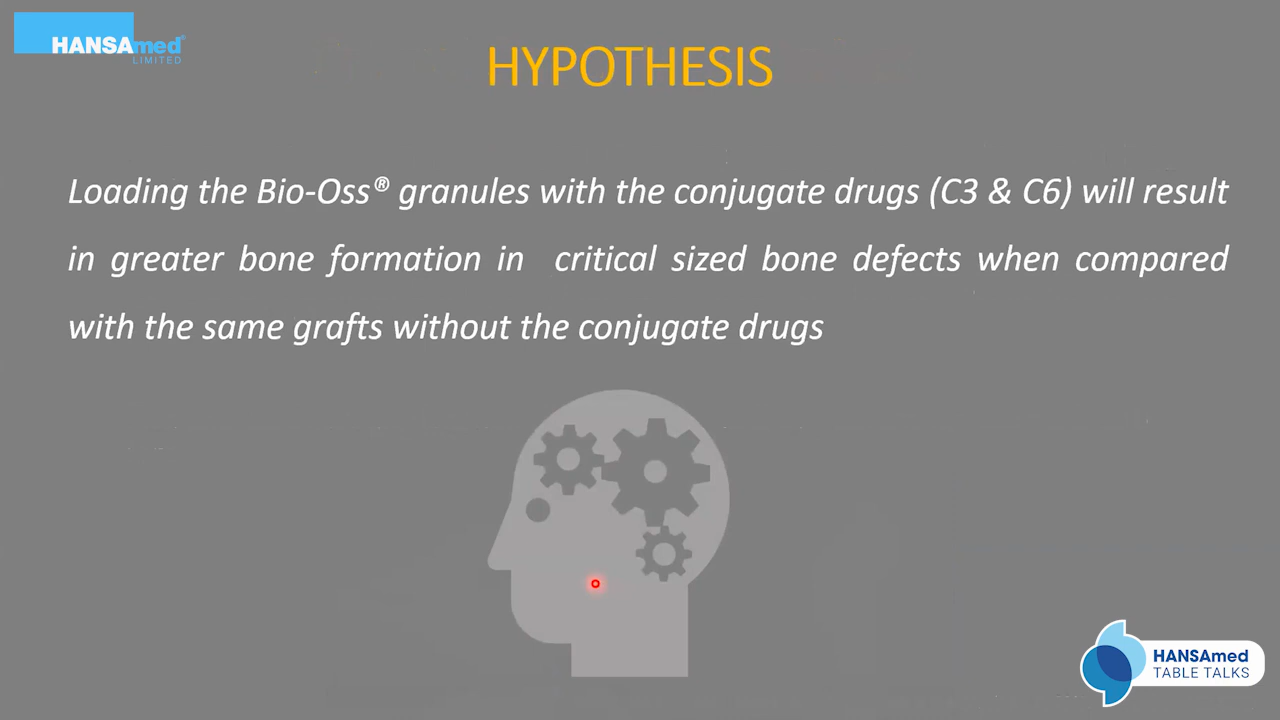 HANSAmed®
LIMITED
HYPOTHESIS
Loading the Bio-Oss® granules with the conjugate drugs (C3 & C6) will result
in greater bone formation in critical sized bone defects when compared
with the same grafts without the conjugate drugs
HANSAmed
TABLE TALKS